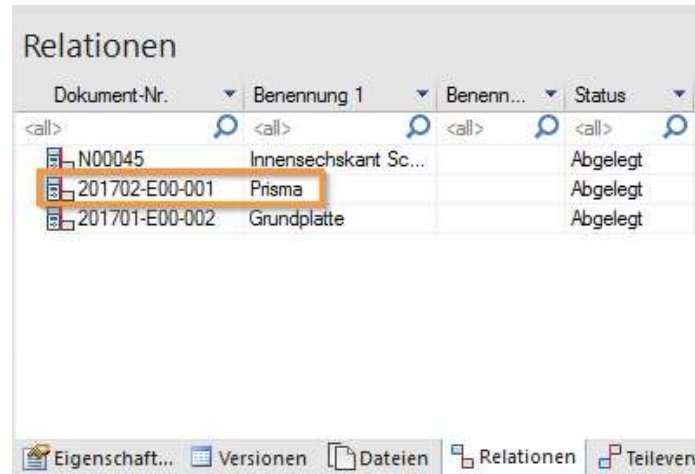 Relationen
Dokument-Nr. Benennung 1 Benenn... Status
<all> <all> <all> <all>
N00045 Innensechskant Sc... Abgelegt
201702-E00-001 Prisma Abgelegt
201701-E00-002 Grundplatte Abgelegt
Eigenschaft... Versionen Dateien Relationen Teilever